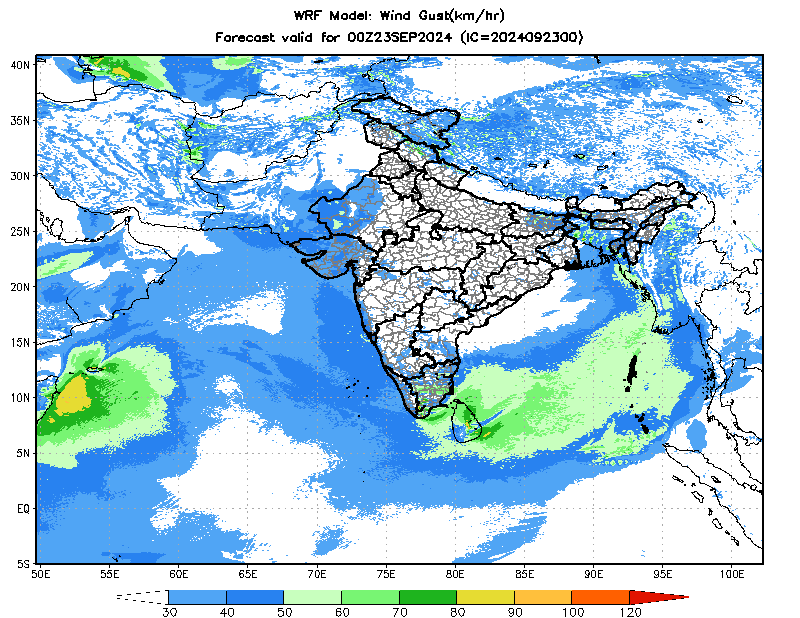 WRF Model: Wind Gust(km/hr)
Forecast valid for 00Z23SEP2024 (IC=2024092300)
40N
35N
30N
25N
20N
15N
10N
5N
EQ
5S
50E 55E 60E 65E 70E 75E 80E 85E 90E 95E 100E
30 40 50 60 70 80 90 100 120